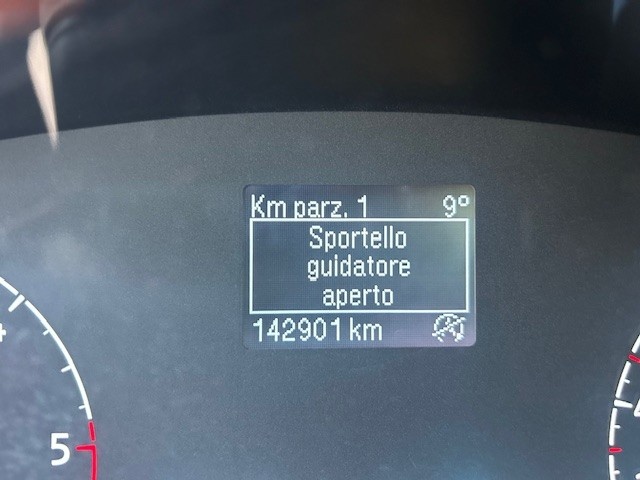 Km parz. 1 9°
Sportello
guidatore
aperto
142901 km
5